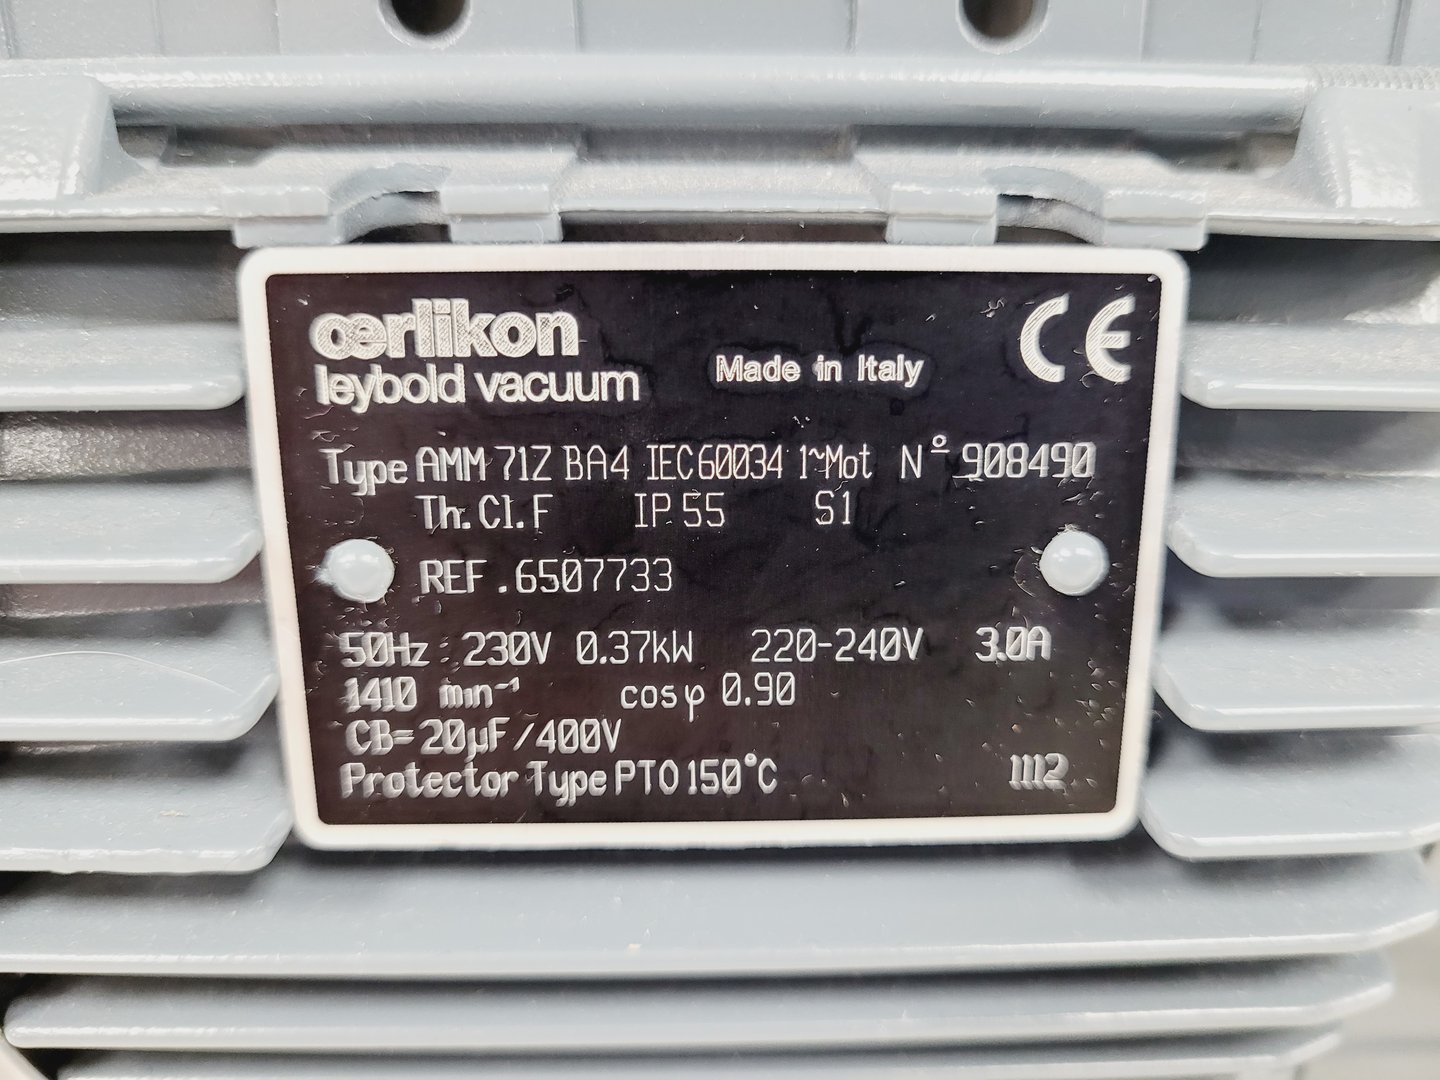 oerlikon
leybold vacuum
Made in Italy
CE
Type AMM 71Z BA4 IEC60034 1~Mot N° 908490
Th.Cl.F IP 55 S1
REF.6507733
50Hz 230V 0.37kW 220-240V 3.0A
1410 min⁻¹ cosφ 0.90
CB=20µF/400V
Protector Type PTO 150°C 1112